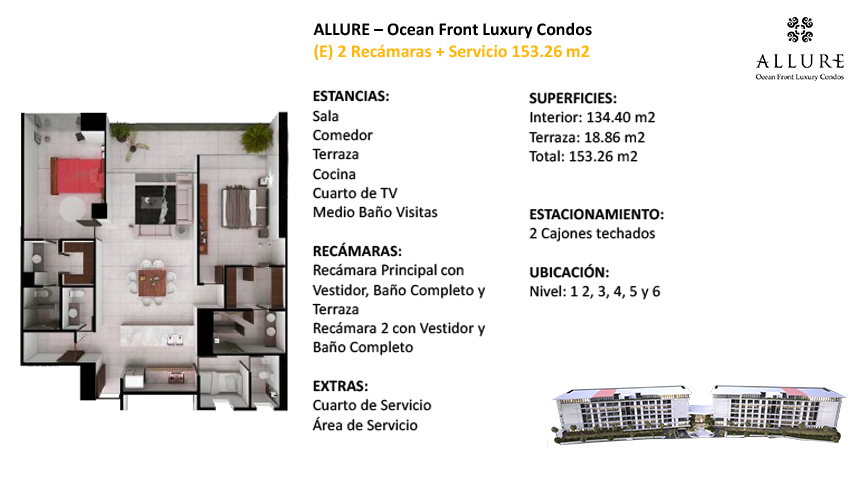 ALLURE – Ocean Front Luxury Condos
(E) 2 Recámaras + Servicio 153.26 m2
ALLURE
Ocean Front Luxury Condos
ESTANCIAS:
Sala
Comedor
Terraza
Cocina
Cuarto de TV
Medio Baño Visitas
RECÁMARAS:
Recámara Principal con
Vestidor, Baño Completo y
Terraza
Recámara 2 con Vestidor y
Baño Completo
EXTRAS:
Cuarto de Servicio
Área de Servicio
SUPERFICIES:
Interior: 134.40 m2
Terraza: 18.86 m2
Total: 153.26 m2
ESTACIONAMIENTO:
2 Cajones techados
UBICACIÓN:
Nivel: 1 2, 3, 4, 5 y 6